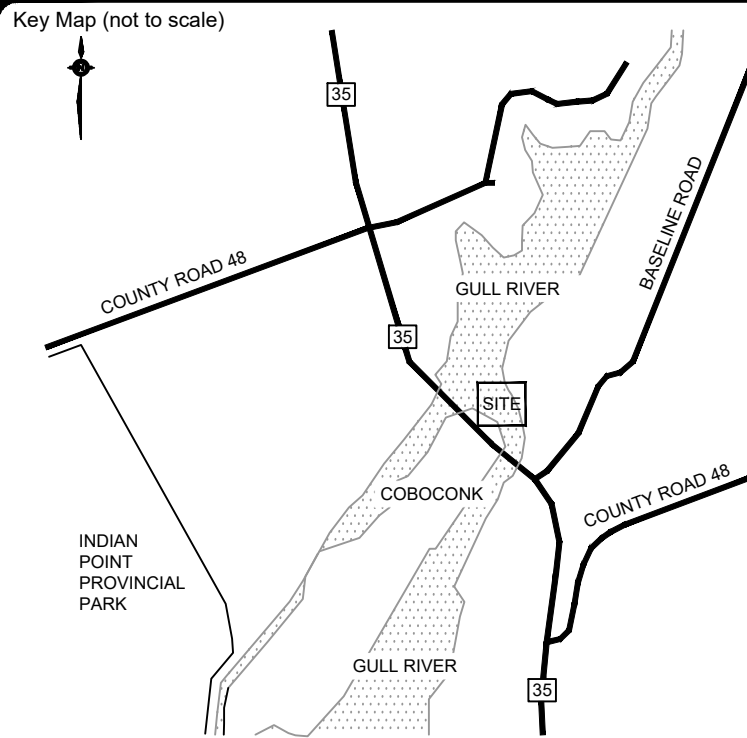 Key Map (not to scale)
N
35
BASELINE ROAD
COUNTY ROAD 48
GULL RIVER
35
SITE
COBOCONK
COUNTY ROAD 48
INDIAN
POINT
PROVINCIAL
PARK
GULL RIVER
35